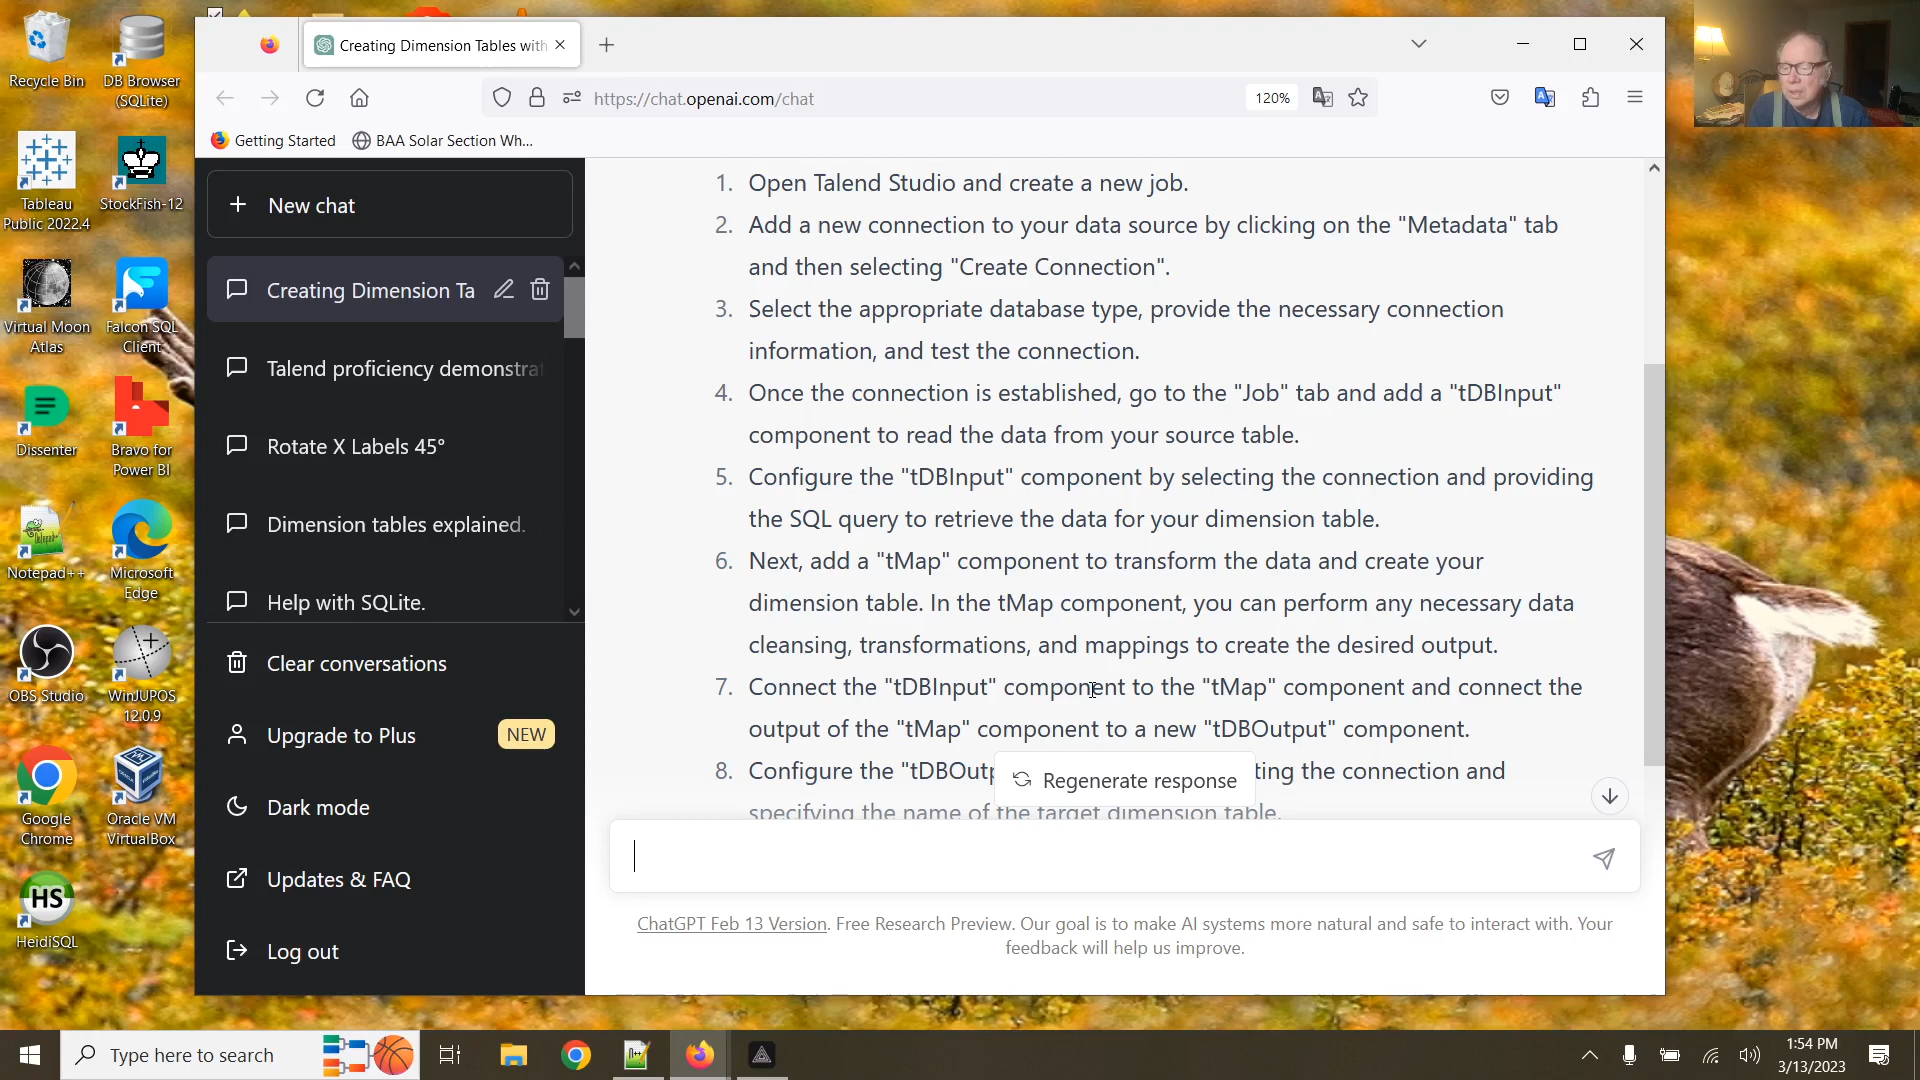 Recycle Bin
DB Browser
(SQLite)
Tableau
Public 2022.4
StockFish-12
Virtual Moon
Atlas
Falcon SQL
Client
Dissenter
Bravo for
Power BI
Notepad++
Microsoft
Edge
OBS Studio
WinJUPOS
12.0.9
Google
Chrome
Oracle VM
VirtualBox
HS
HeidiSQL
Creating Dimension Tables with
https://chat.openai.com/chat
120%
Getting Started
BAA Solar Section Wh...
New chat
Creating Dimension Ta
Talend proficiency demonstrat
Rotate X Labels 45°
Dimension tables explained.
Help with SQLite.
Clear conversations
Upgrade to Plus
NEW
Dark mode
Updates & FAQ
Log out
1. Open Talend Studio and create a new job.
2. Add a new connection to your data source by clicking on the "Metadata" tab
and then selecting "Create Connection".
3. Select the appropriate database type, provide the necessary connection
information, and test the connection.
4. Once the connection is established, go to the "Job" tab and add a "tDBInput"
component to read the data from your source table.
5. Configure the "tDBInput" component by selecting the connection and providing
the SQL query to retrieve the data for your dimension table.
6. Next, add a "tMap" component to transform the data and create your
dimension table. In the tMap component, you can perform any necessary data
cleansing, transformations, and mappings to create the desired output.
7. Connect the "tDBInput" component to the "tMap" component and connect the
output of the "tMap" component to a new "tDBOutput" component.
8. Configure the "tDBOutp ting the connection and
specifying the name of the target dimension table.
Regenerate response
ChatGPT Feb 13 Version. Free Research Preview. Our goal is to make AI systems more natural and safe to interact with. Your
feedback will help us improve.
Type here to search
1:54 PM
3/13/2023